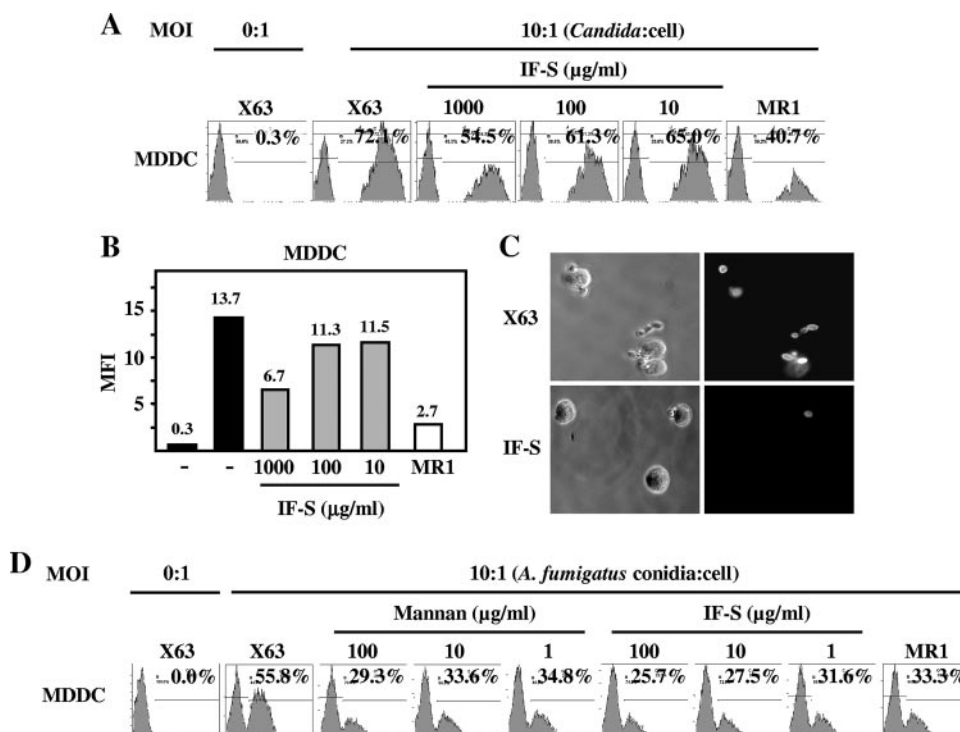 A MOI 0:1 10:1 (Candida:cell)
IF-S (µg/ml)
X63 X63 1000 100 10 MR1
MDDC 0.3% 72.1% 54.5% 61.3% 65.0% 40.7%
B MDDC
MFI
15
10
5
0.3 13.7 6.7 11.3 11.5 2.7
- - 1000 100 10 MR1
IF-S (µg/ml)
C
X63
IF-S
D MOI 0:1 10:1 (A. fumigatus conidia:cell)
Mannan (µg/ml) IF-S (µg/ml)
X63 X63 100 10 1 100 10 1 MR1
MDDC 0.0% 55.8% 29.3% 33.6% 34.8% 25.7% 27.5% 31.6% 33.3%